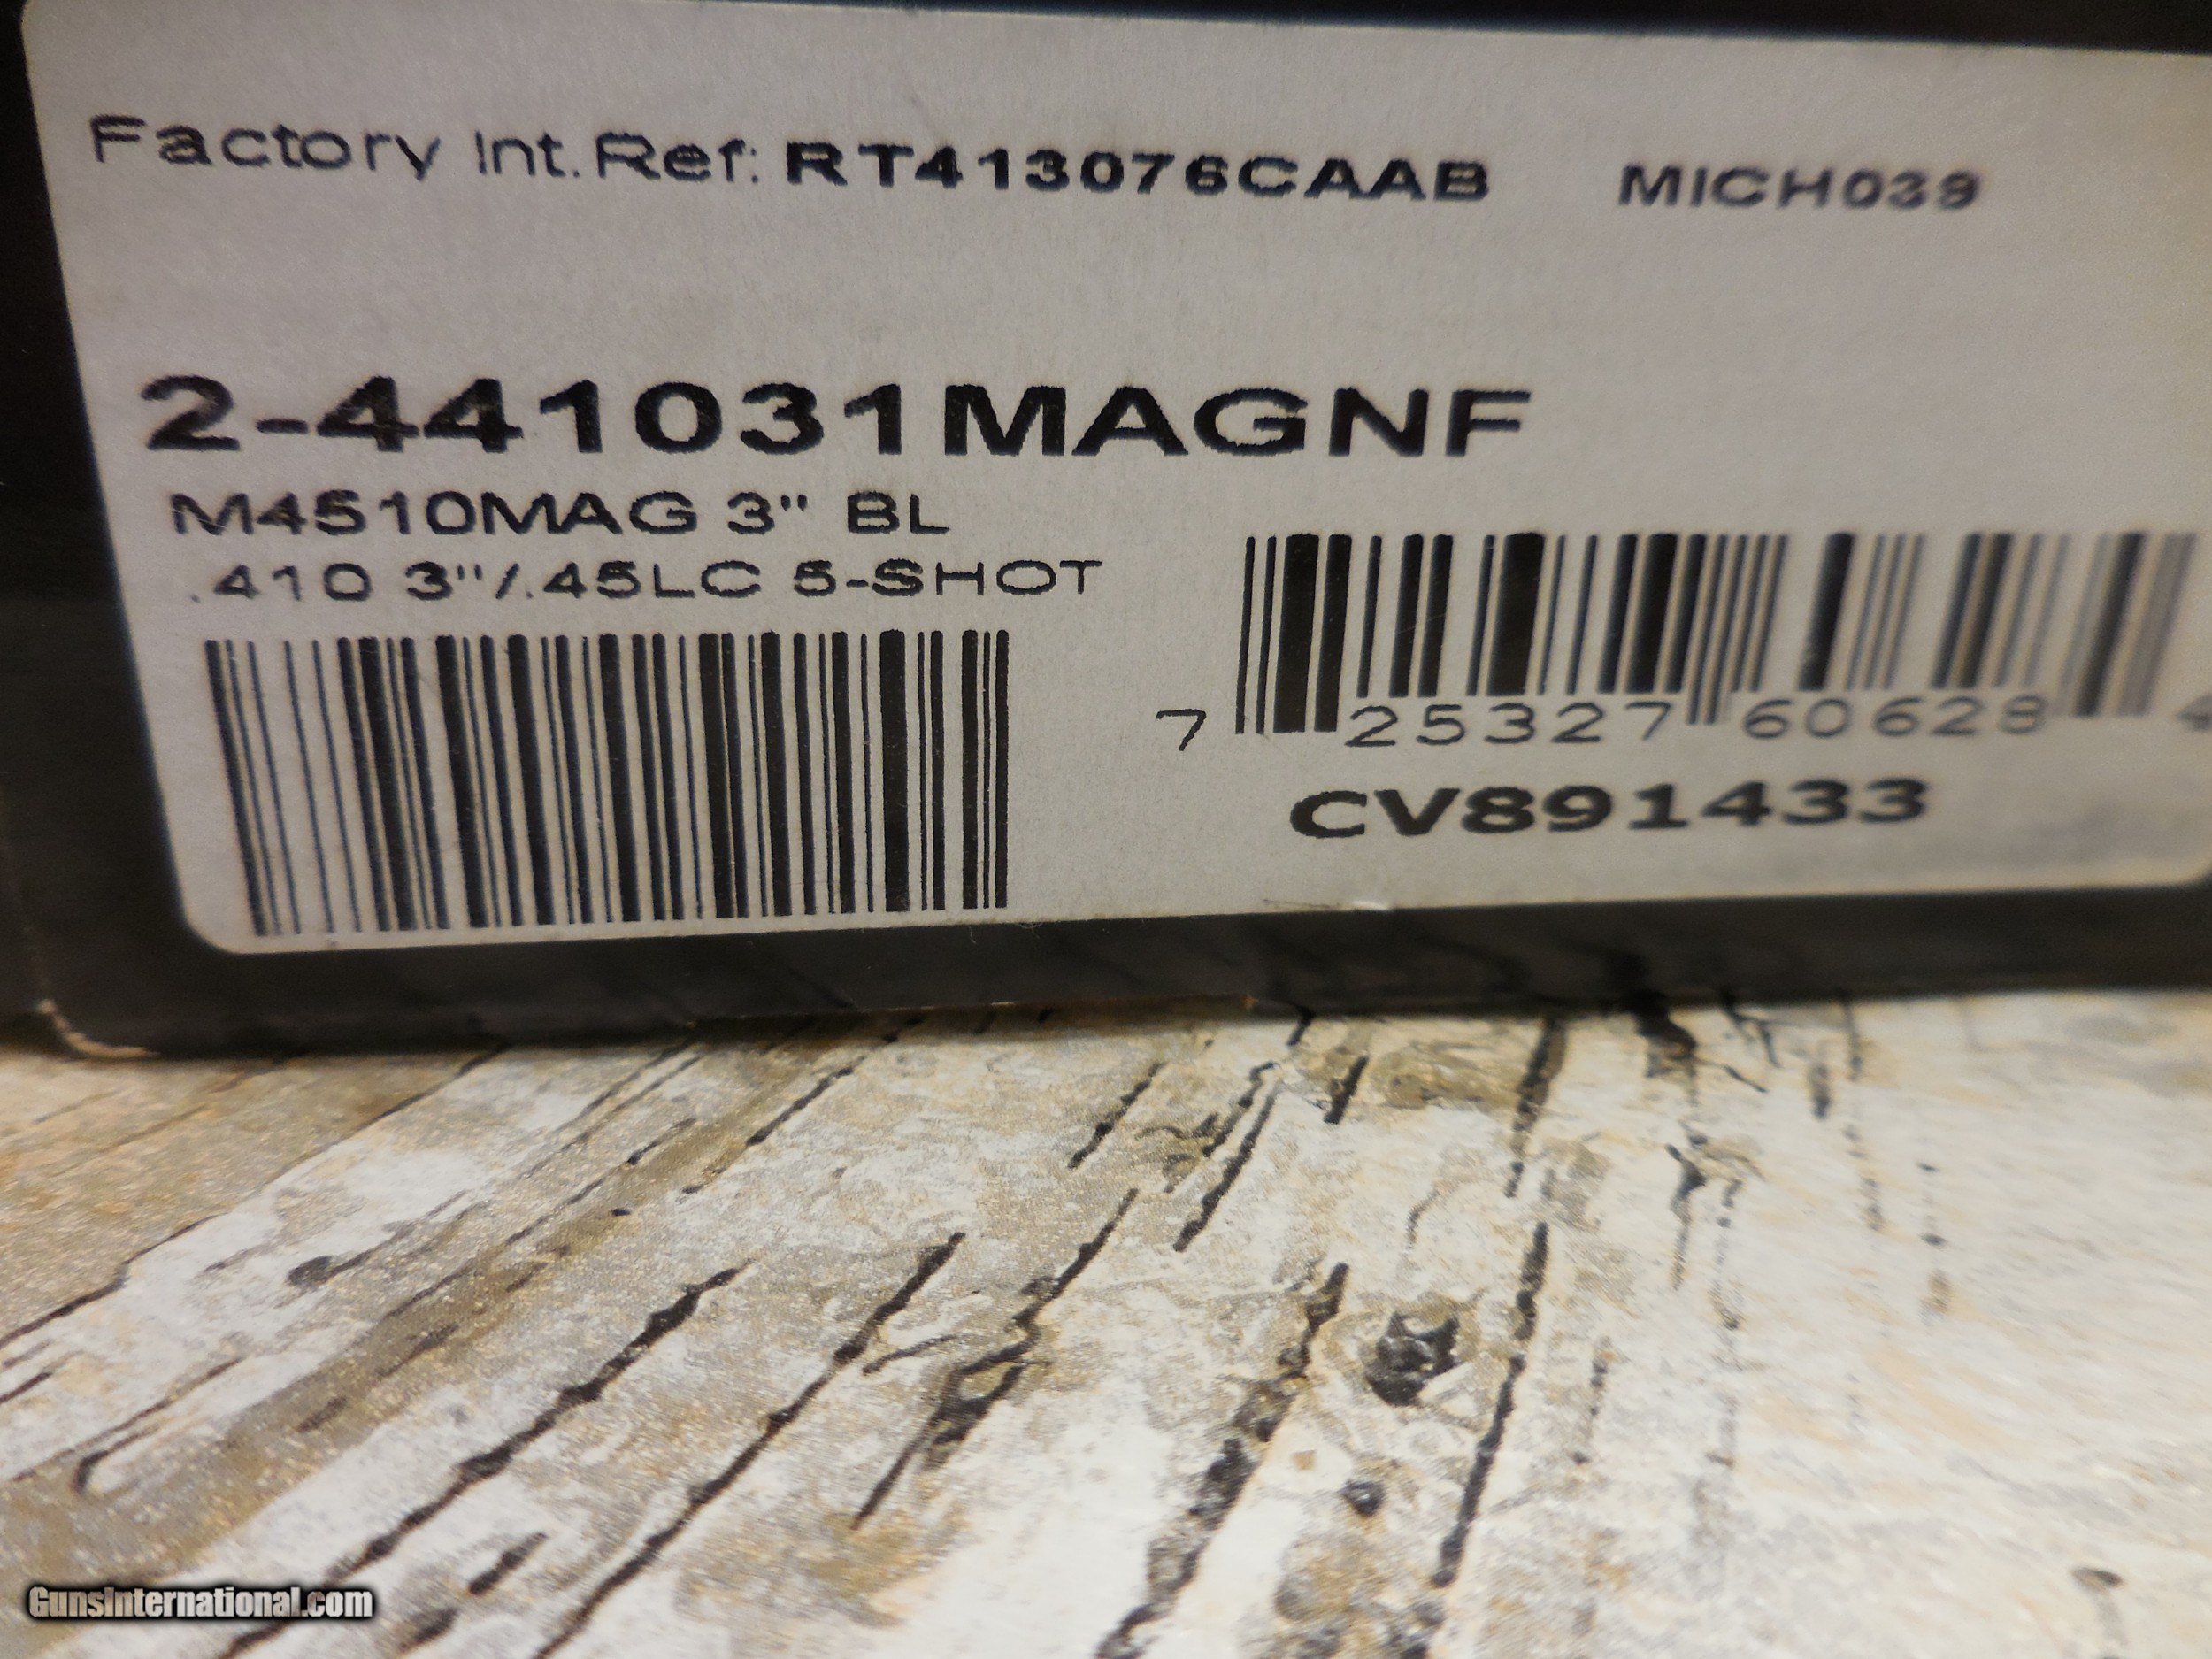 Factory Int. Ref: RT413076CAAB MICH039
2-441031MAGNF
M4510MAG 3" BL
.410 3"/.45LC 5-SHOT
7 25327 60628 4
CV891433
GunsInternational.com